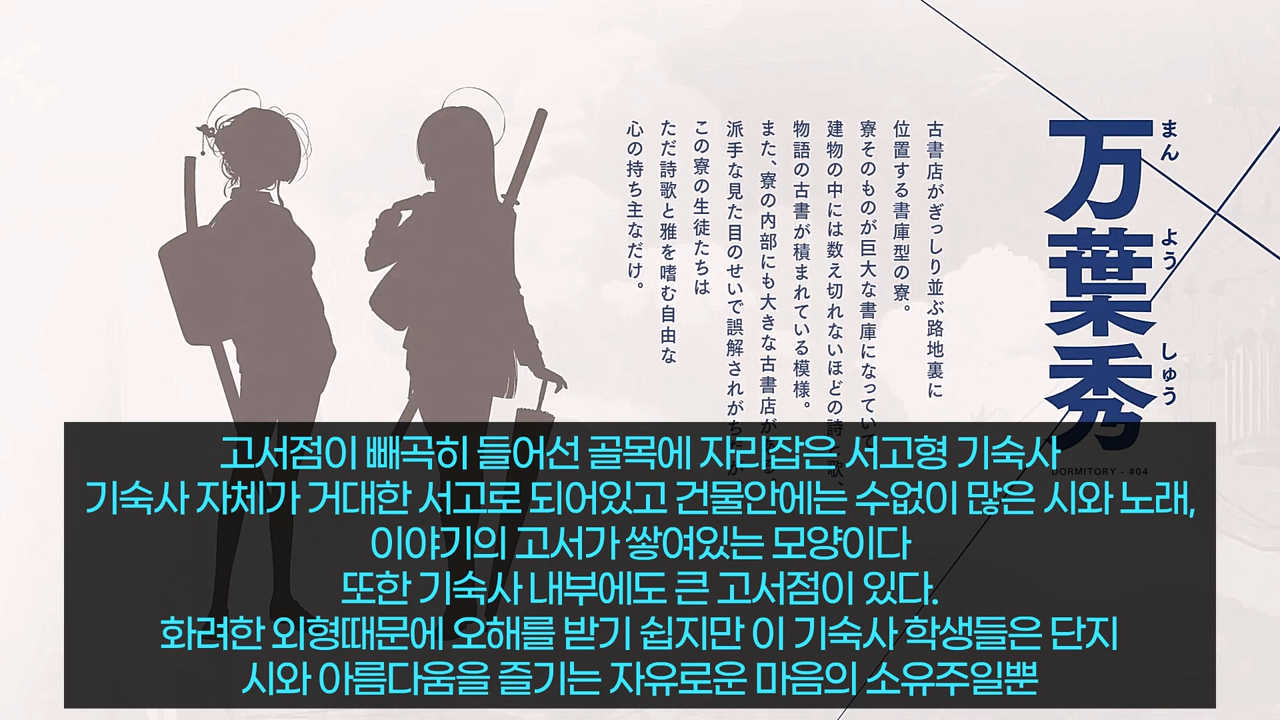 万葉秀
まん
よう
しゅう
古書店がぎっしり並ぶ路地裏に
位置する書庫型の寮。
寮そのものが巨大な書庫になってい
建物の中には数え切れないほどの詩
物語の古書が積まれている模様。
また、寮の内部にも大きな古書店が
派手な見た目のせいで誤解されがち
この寮の生徒たちは
ただ詩歌と雅を嗜む自由な
心の持ち主なだけ。
DORMITORY - #04
고서점이 빼곡히 들어선 골목에 자리잡은 서고형 기숙사
기숙사 자체가 거대한 서고로 되어있고 건물안에는 수없이 많은 시와 노래,
이야기의 고서가 쌓여있는 모양이다
또한 기숙사 내부에도 큰 고서점이 있다.
화려한 외형때문에 오해를 받기 쉽지만 이 기숙사 학생들은 단지
시와 아름다움을 즐기는 자유로운 마음의 소유주일뿐